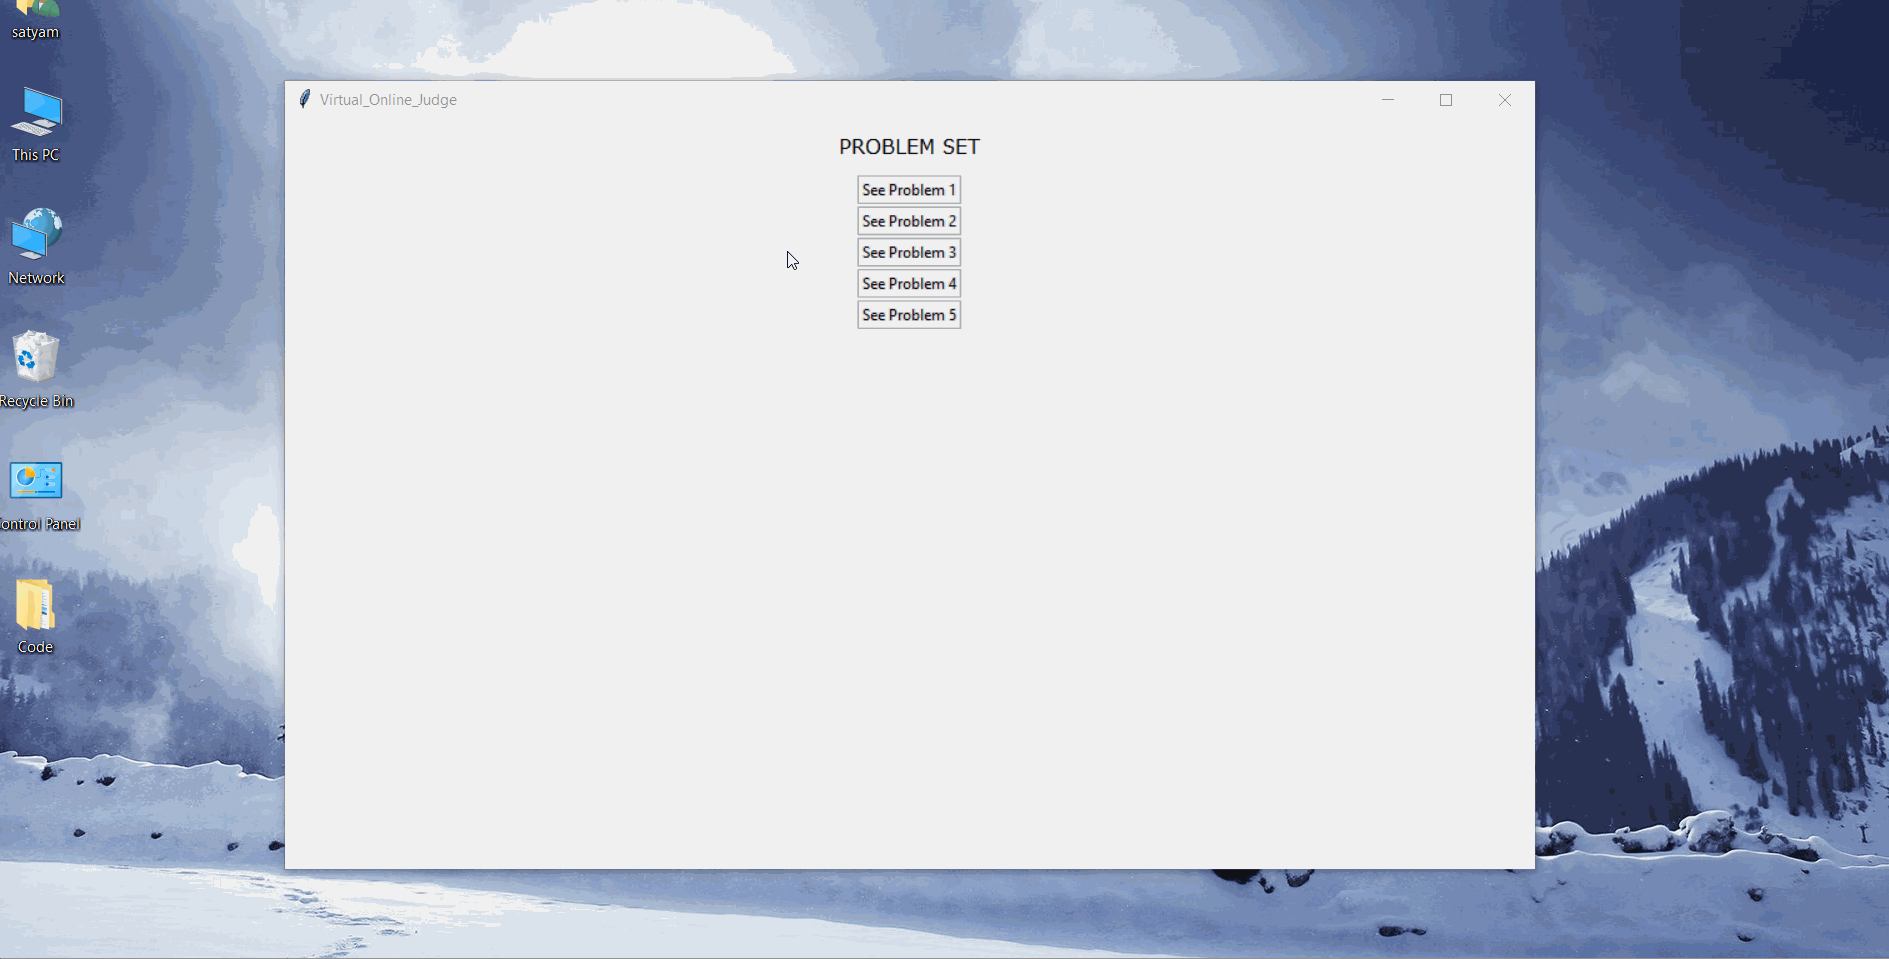 satyam
This PC
Network
Recycle Bin
ontrol Panel
Code
Virtual_Online_Judge
PROBLEM SET
See Problem 1
See Problem 2
See Problem 3
See Problem 4
See Problem 5